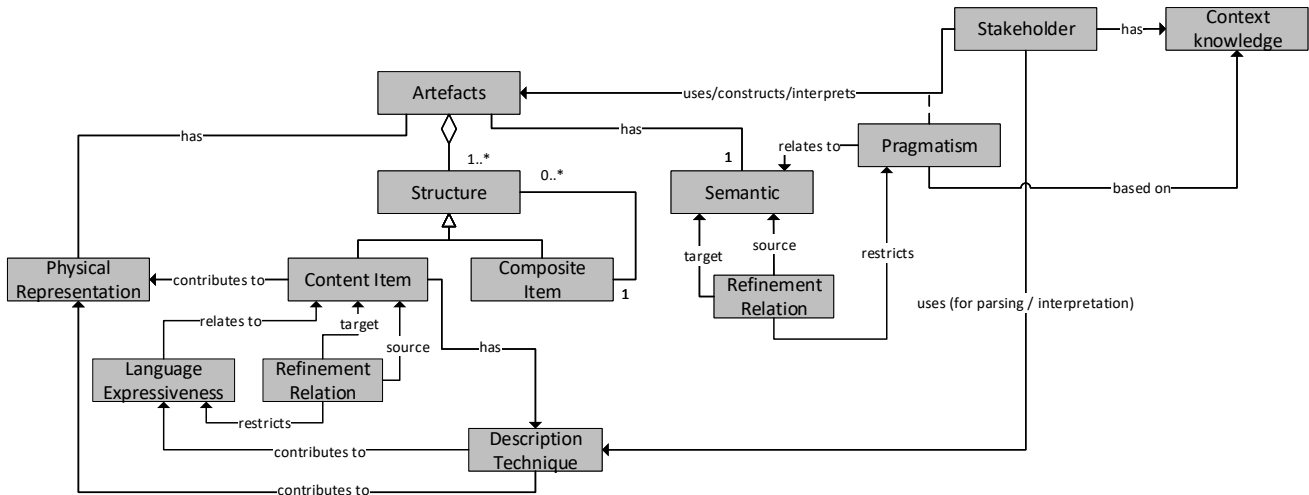 Stakeholder
has
Context
knowledge
Artefacts
uses/constructs/interprets
has
has
Pragmatism
relates to
1..*
1
0..*
Structure
Semantic
based on
target
source
restricts
Physical
Representation
contributes to
Content Item
Composite
Item
1
Refinement
Relation
uses (for parsing / interpretation)
relates to
target
source
has
Language
Expressiveness
Refinement
Relation
restricts
contributes to
Description
Technique
contributes to